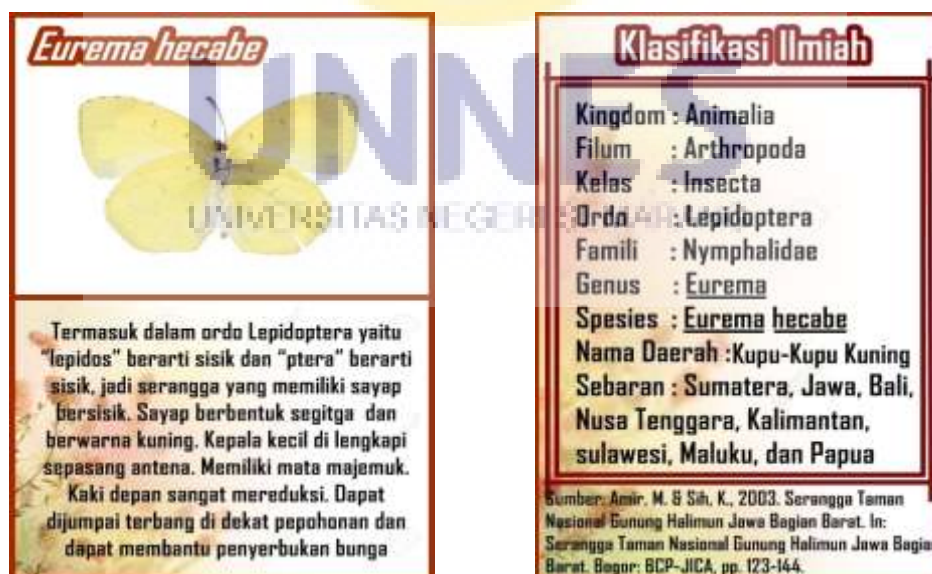 Eurema hecabe
Termasuk dalam ordo Lepidoptera yaitu
"lepidos" berarti sisik dan "ptera" berarti
sisik, jadi serangga yang memiliki sayap
bersisik. Sayap berbentuk segitga dan
berwarna kuning. Kepala kecil di lengkapi
sepasang antena. Memiliki mata majemuk.
Kaki depan sangat mereduksi. Dapat
dijumpai terbang di dekat pepohonan dan
dapat membantu penyerbukan bunga
Klasifikasi Ilmiah
Kingdom : Animalia
Filum : Arthropoda
Kelas : Insecta
Ordo : Lepidoptera
Famili : Nymphalidae
Genus : Eurema
Spesies : Eurema hecabe
Nama Daerah :Kupu-Kupu Kuning
Sebaran : Sumatera, Jawa, Bali,
Nusa Tenggara, Kalimantan,
sulawesi, Maluku, dan Papua
Sumber: Amir, M. & Sih, K., 2003. Serangga Taman
Nasional Gunung Halimun Jawa Bagian Barat. In:
Serangga Taman Nasional Gunung Halimun Jawa Bagian
Barat. Bogor: BCP-JICA, pp. 123-144.
UNNES
UNIVERSITAS NEGERI SEMARANG